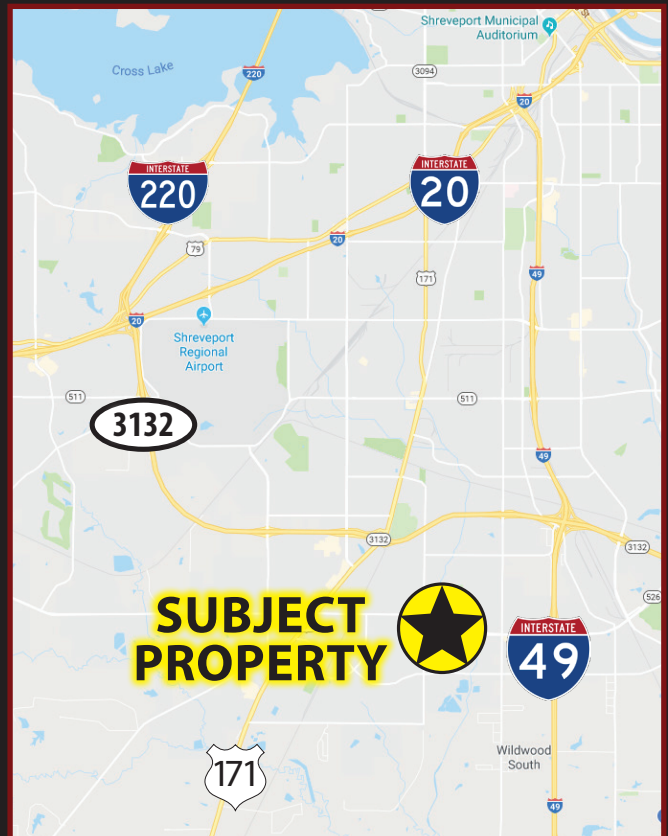 Shreveport Municipal
Auditorium
Cross Lake
220
3094
20
INTERSTATE
220
INTERSTATE
20
79
20
171
49
20
Shreveport
Regional
Airport
511
511
3132
49
3132
3132
SUBJECT
PROPERTY
526
INTERSTATE
49
171
Wildwood
South
49